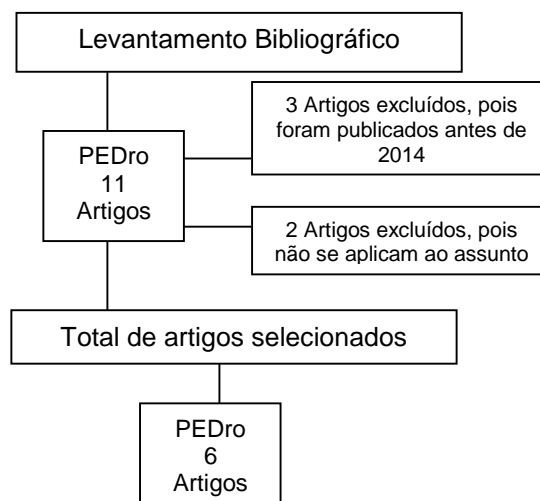 Levantamento Bibliográfico
3 Artigos excluídos, pois
foram publicados antes de
2014
PEDro
11
Artigos
2 Artigos excluídos, pois
não se aplicam ao assunto
Total de artigos selecionados
PEDro
6
Artigos